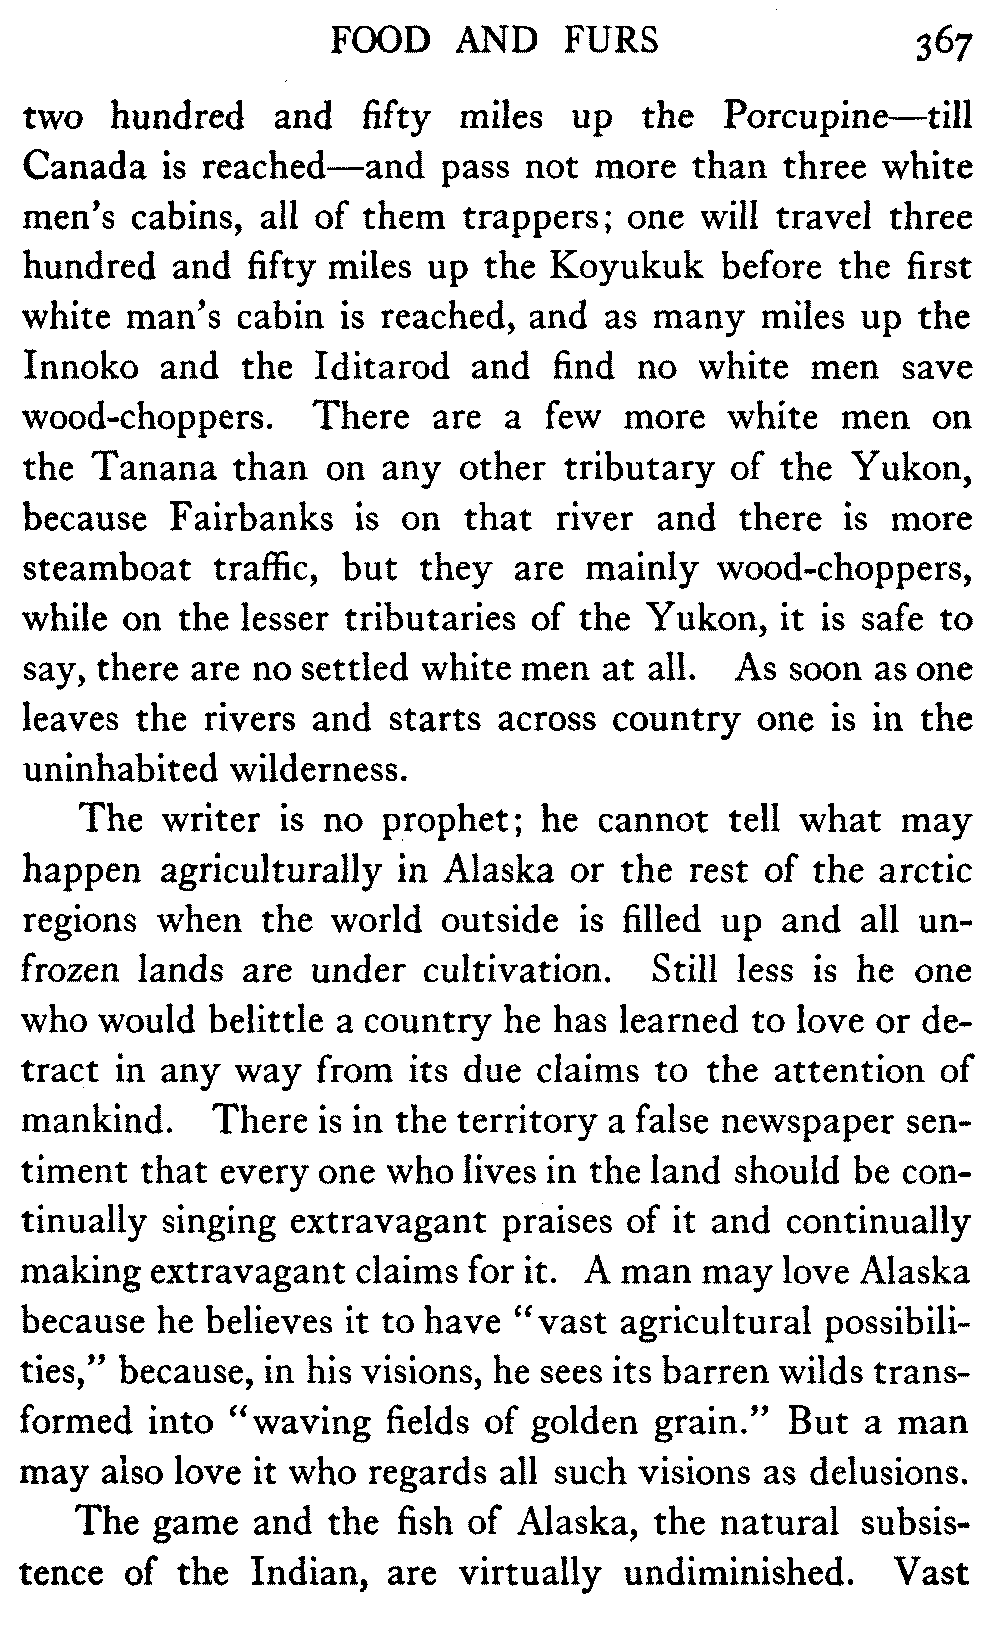 FOOD AND FURS 367
two hundred and fifty miles up the Porcupine—till
Canada is reached—and pass not more than three white
men's cabins, all of them trappers; one will travel three
hundred and fifty miles up the Koyukuk before the first
white man's cabin is reached, and as many miles up the
Innoko and the Iditarod and find no white men save
wood-choppers. There are a few more white men on
the Tanana than on any other tributary of the Yukon,
because Fairbanks is on that river and there is more
steamboat traffic, but they are mainly wood-choppers,
while on the lesser tributaries of the Yukon, it is safe to
say, there are no settled white men at all. As soon as one
leaves the rivers and starts across country one is in the
uninhabited wilderness.
The writer is no prophet; he cannot tell what may
happen agriculturally in Alaska or the rest of the arctic
regions when the world outside is filled up and all un-
frozen lands are under cultivation. Still less is he one
who would belittle a country he has learned to love or de-
tract in any way from its due claims to the attention of
mankind. There is in the territory a false newspaper sen-
timent that every one who lives in the land should be con-
tinually singing extravagant praises of it and continually
making extravagant claims for it. A man may love Alaska
because he believes it to have "vast agricultural possibili-
ties," because, in his visions, he sees its barren wilds trans-
formed into "waving fields of golden grain." But a man
may also love it who regards all such visions as delusions.
The game and the fish of Alaska, the natural subsis-
tence of the Indian, are virtually undiminished. Vast